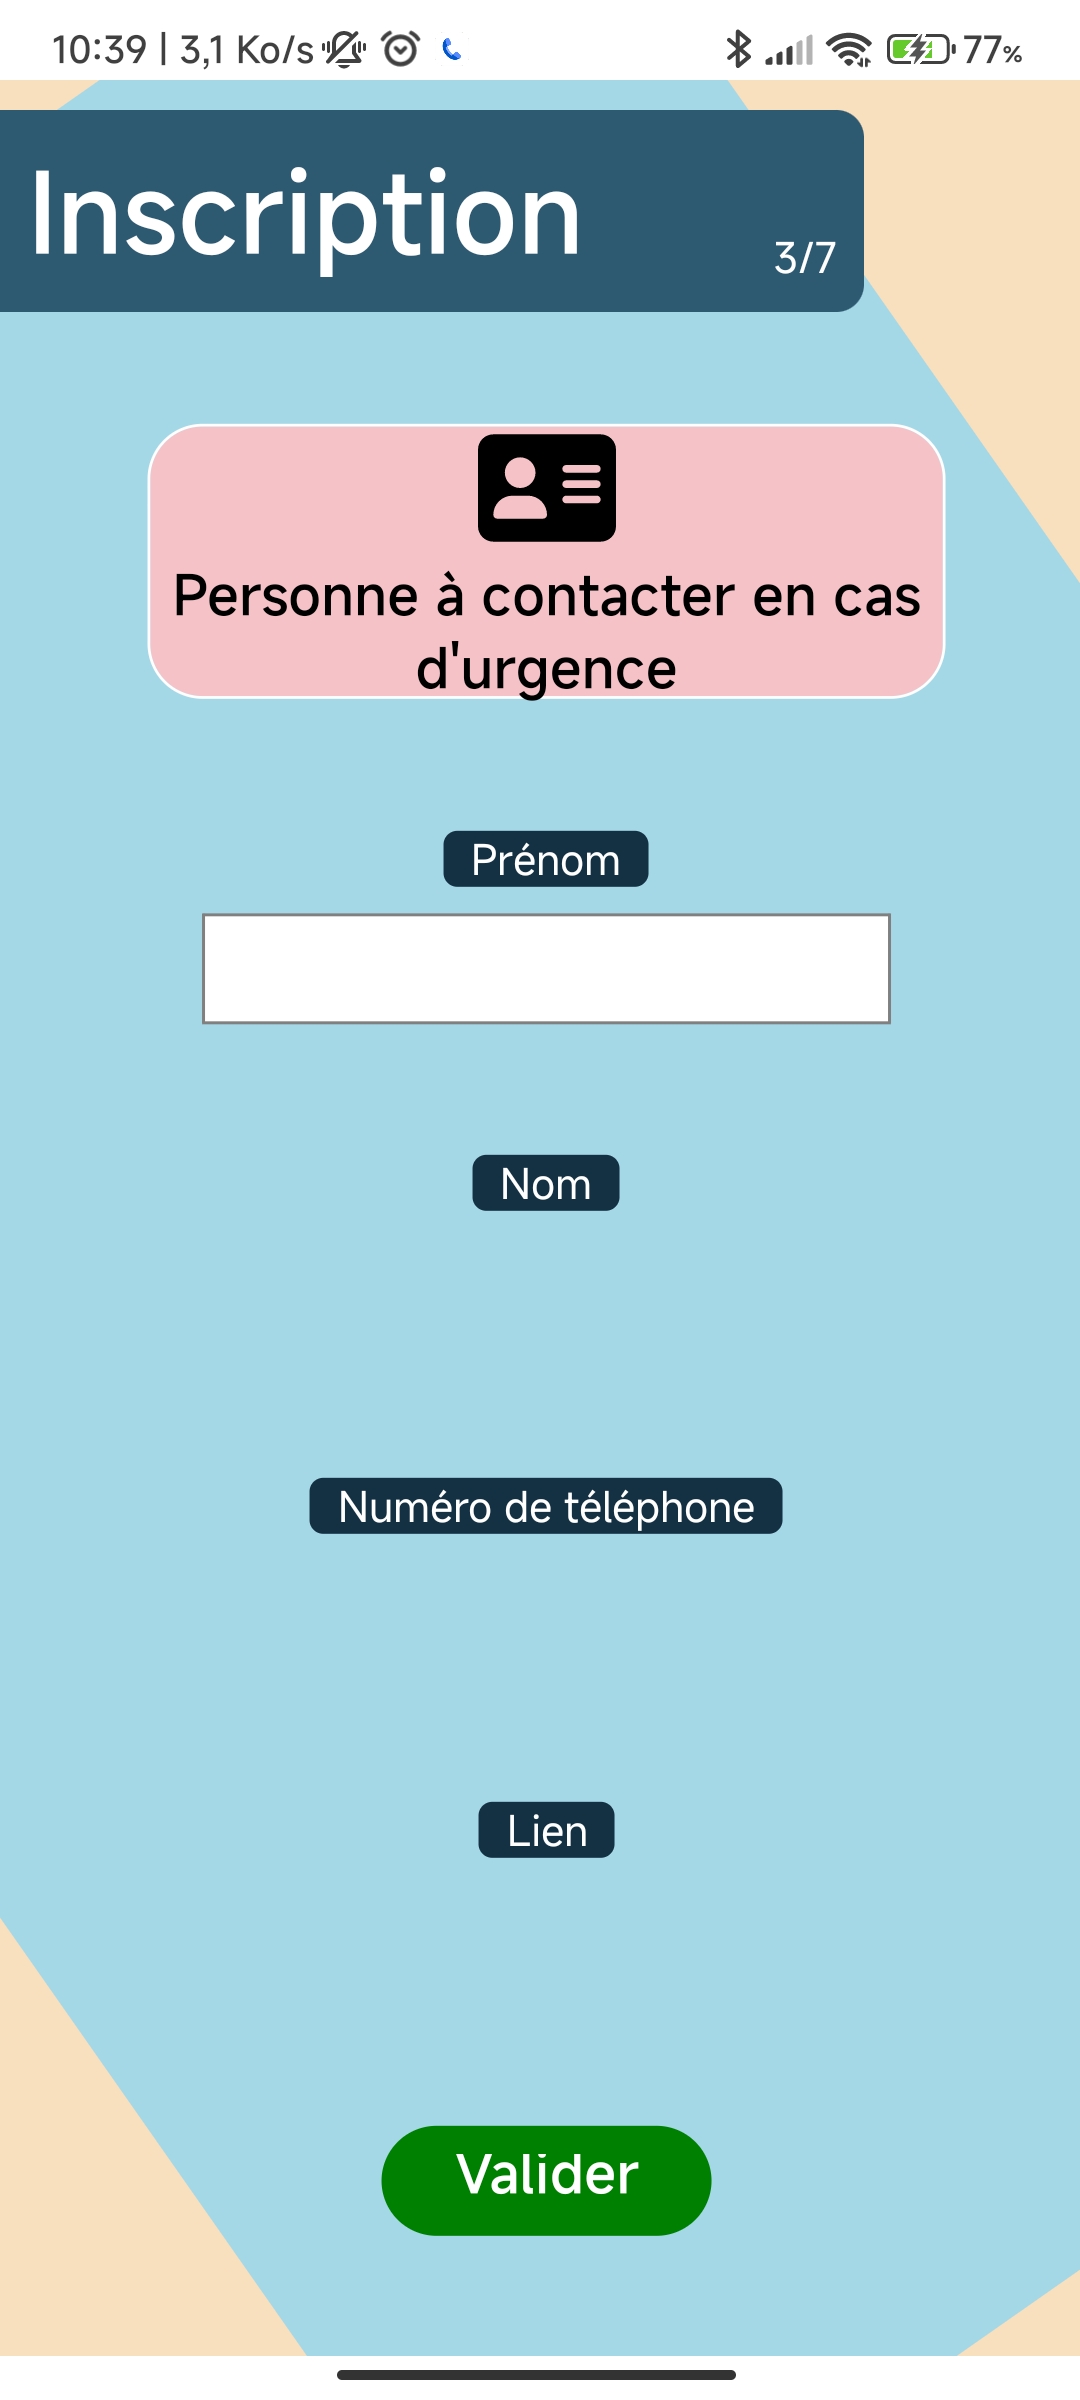 10:39 | 3,1 Ko/s 77%
Inscription
3/7
Personne à contacter en cas
d'urgence
Prénom
Nom
Numéro de téléphone
Lien
Valider